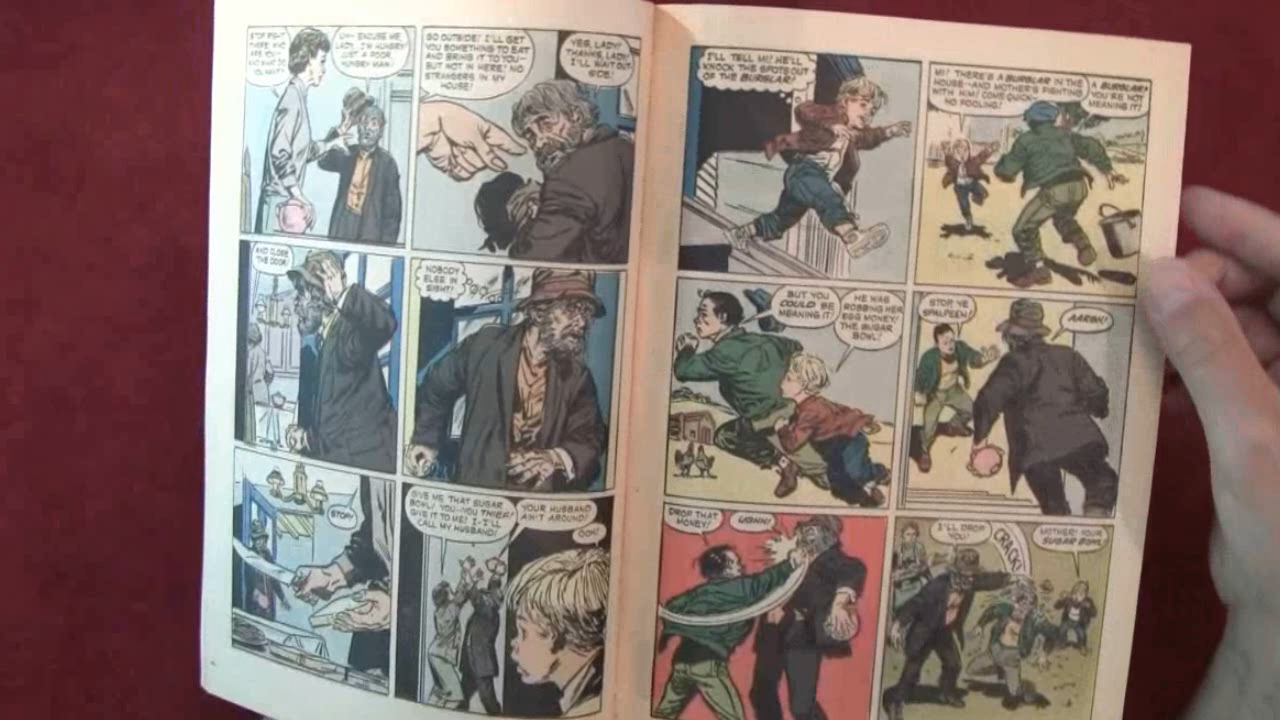 STOP RIGHT
THERE! WHO
ARE YOU--
AND WHAT DO
YOU WANT?
UH-- EXCUSE ME,
LADY. I'M HUNGRY!
JUST A POOR,
HUNGRY MAN!
GO OUTSIDE! I'LL GET
YOU SOMETHING TO EAT
AND BRING IT TO YOU--
BUT NOT IN HERE! NO
STRANGERS IN MY
HOUSE!
YES, LADY!
THANKS, LADY!
I'LL WAIT OUT
SIDE!
AND CLOSE
THE DOOR!
NOBODY
ELSE IN
SIGHT!
STOP!
GIVE ME THAT SUGAR
BOWL! YOU--YOU THIEF!
GIVE IT TO ME! I-I'LL
CALL MY HUSBAND!
YOUR HUSBAND
AIN'T AROUND!
OOH!
I'LL TELL MI! HE'LL
KNOCK THE SPOTS OUT
OF THE BURGLAR!
MI! THERE'S A BURGLAR IN THE
HOUSE--AND MOTHER'S FIGHTING
WITH HIM! COME QUICK--
NO FOOLING!
A BURGLAR?
YOU'RE NOT
MEANING IT!
BUT YOU
COULD BE
MEANING IT!
HE WAS
ROBBING HER
EGG MONEY!
THE SUGAR
BOWL!
STOP, YE
SPALPEEN!
AARGH!
DROP THAT
MONEY!
I'LL DROP
YOU!
CRACK!
MOTHER! YOUR
SUGAR BOWL